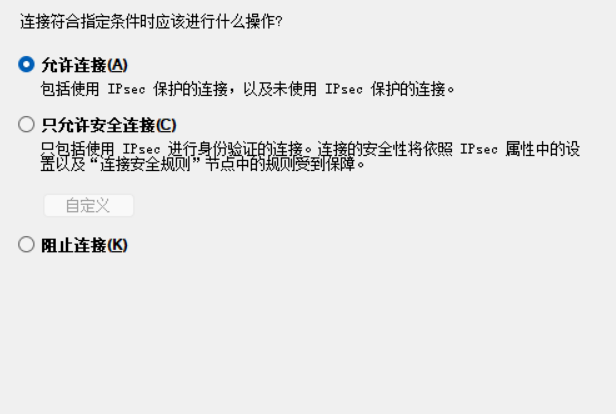 连接符合指定条件时应该进行什么操作?
允许连接(A)
包括使用 IPsec 保护的连接，以及未使用 IPsec 保护的连接。
只允许安全连接(C)
只包括使用 IPsec 进行身份验证的连接。连接的安全性将依照 IPsec 属性中的设
置以及“连接安全规则”节点中的规则受到保障。
自定义
阻止连接(K)